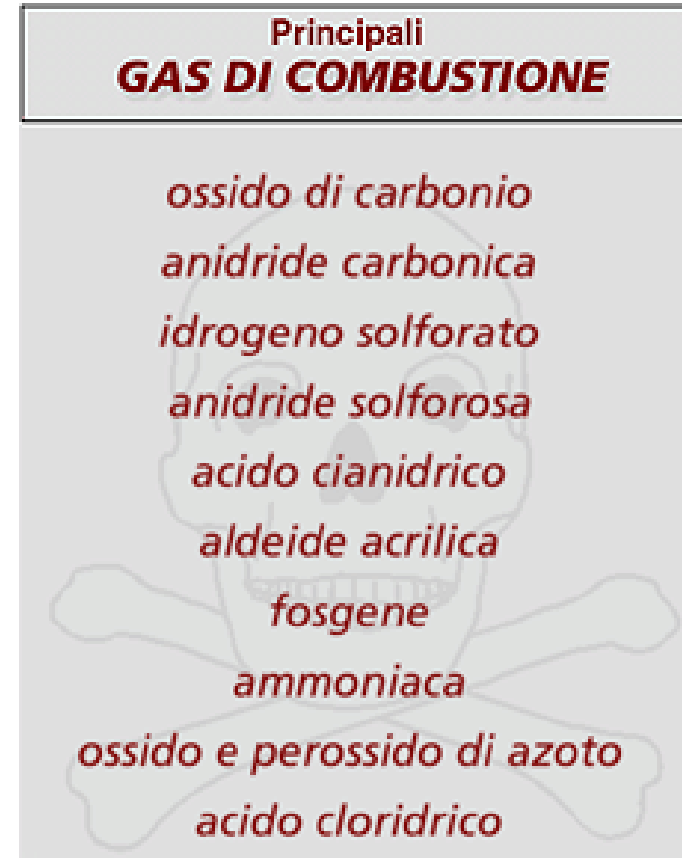 Principali
GAS DI COMBUSTIONE
ossido di carbonio
anidride carbonica
idrogeno solforato
anidride solforosa
acido cianidrico
aldeide acrilica
fosgene
ammoniaca
ossido e perossido di azoto
acido cloridrico